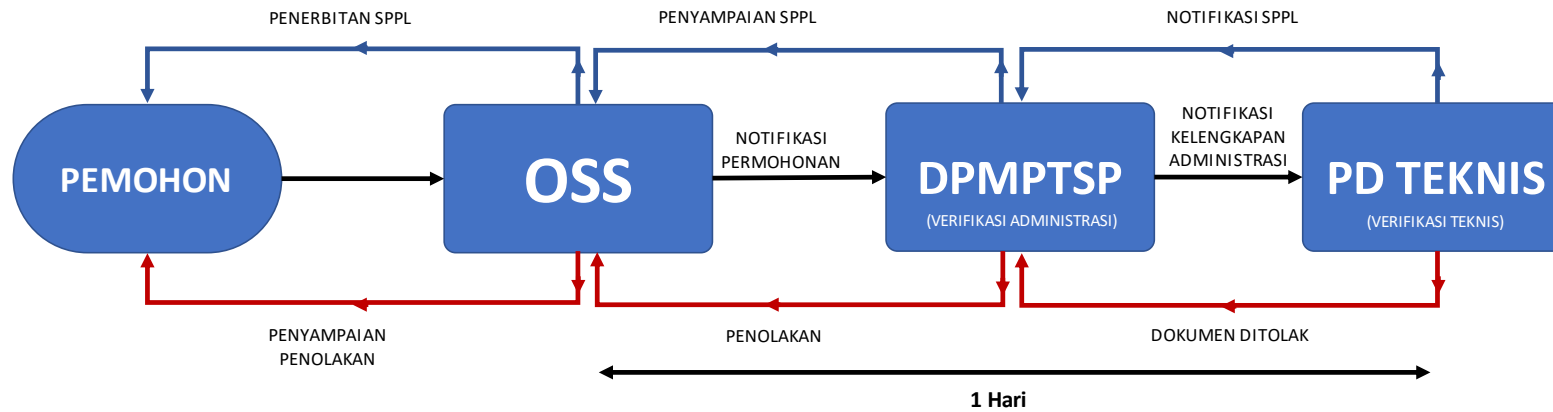 PENERBITAN SPPL
PENYAMPAIAN SPPL
NOTIFIKASI SPPL
PEMOHON
OSS
NOTIFIKASI
PERMOHONAN
DPMPTSP
(VERIFIKASI ADMINISTRASI)
NOTIFIKASI
KELENGKAPAN
ADMINISTRASI
PD TEKNIS
(VERIFIKASI TEKNIS)
PENYAMPAIAN
PENOLAKAN
PENOLAKAN
DOKUMEN DITOLAK
1 Hari